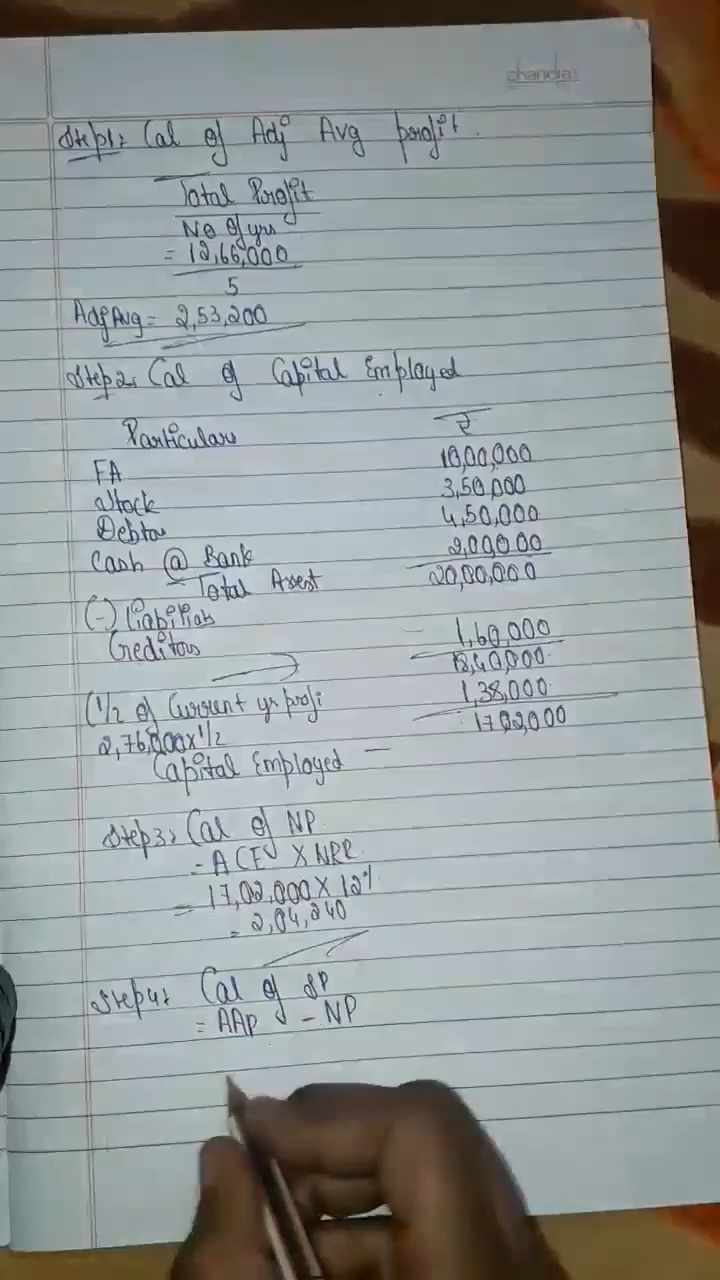 chandra
Step1: Cal of Adj Avg profit.
Total Profit
No of yrs
= 12,66,000
5
Adj Avg = 2,53,200
Step2: Cal of Capital Employed
Particulars ₹
FA 10,00,000
Stock 3,50,000
Debtors 4,50,000
Cash @ Bank 2,00,000
Total Asset 20,00,000
(-) Liabilities
Creditors 1,60,000
18,40,000
(1/2 of Current yr profi 1,38,000
2,76,000 x 1/2 1702,000
Capital Employed
Step3: Cal of NP
= ACE X NRR
= 17,02,000 X 12%
= 2,04,240
Step4: Cal of SP
= AAP - NP